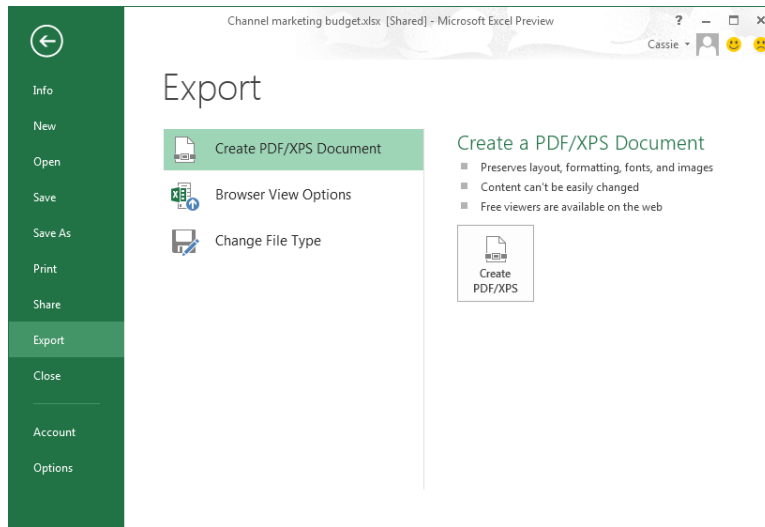 Channel marketing budget.xlsx [Shared] - Microsoft Excel Preview
?
Cassie
Info
New
Open
Save
Save As
Print
Share
Export
Close
Account
Options
Export
Create PDF/XPS Document
Browser View Options
Change File Type
Create a PDF/XPS Document
Preserves layout, formatting, fonts, and images
Content can't be easily changed
Free viewers are available on the web
Create
PDF/XPS